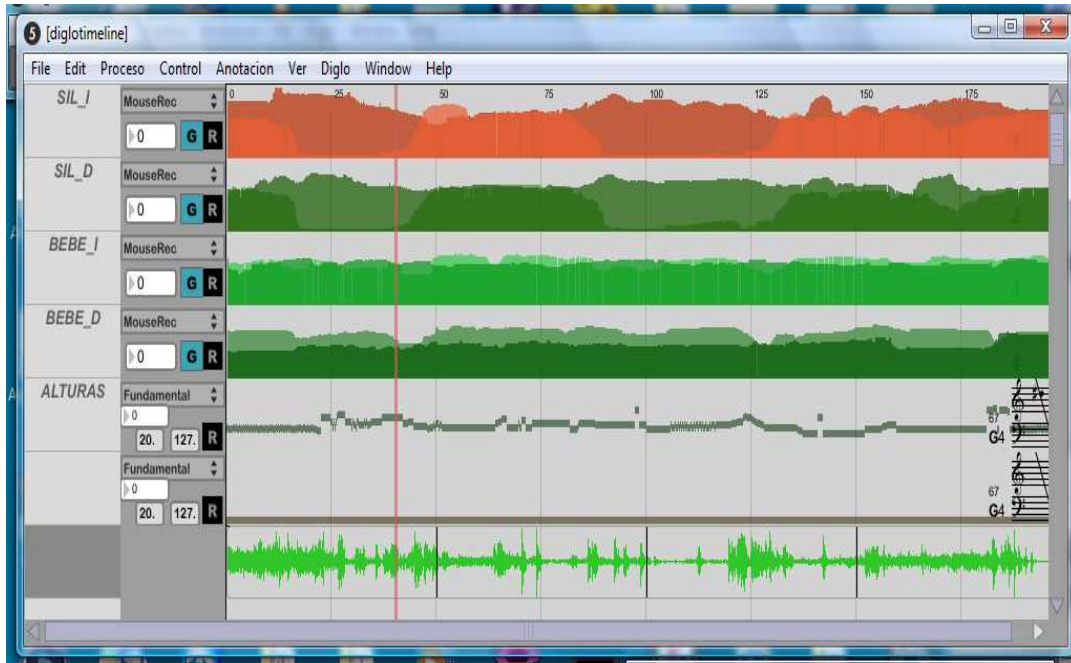 [diglotimeline]
File Edit Proceso Control Anotacion Ver Diglo Window Help
SIL_I MouseRec 0 25 50 75 100 125 150 175
0 G R
SIL_D MouseRec
0 G R
BEBE_I MouseRec
0 G R
BEBE_D MouseRec
0 G R
ALTURAS Fundamental
0
20. 127. R
67
G4
Fundamental
0
20. 127. R
67
G4